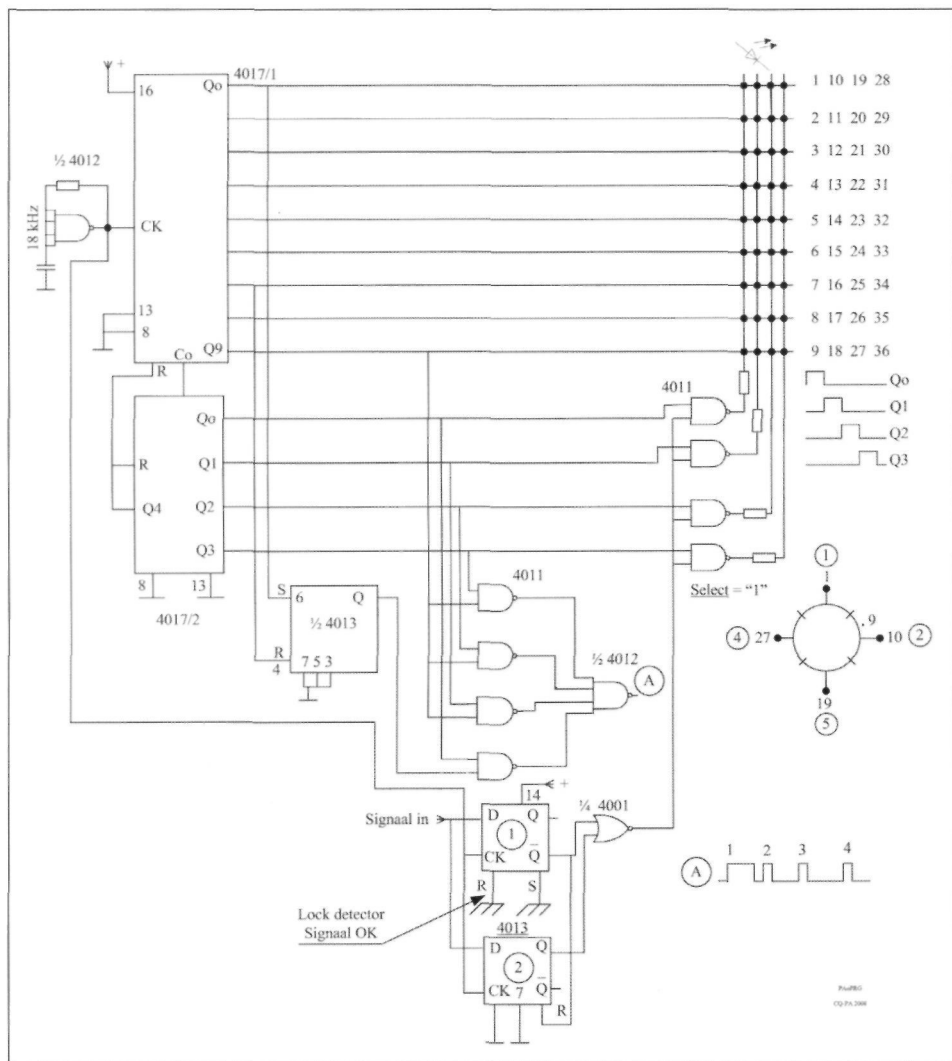 4017/1
+
16
Qo
1 10 19 28
2 11 20 29
3 12 21 30
½ 4012
4 13 22 31
18 kHz
CK
5 14 23 32
6 15 24 33
7 16 25 34
13
8
8 17 26 35
Co
Q9
9 18 27 36
R
4011
Qo
Qo
Q1
R
Q1
Q2
Q4
Q2
Q3
Q3
8
13
4017/2
4011
Select = “1”
1
1
S
6
Q
½ 4013
.9
4
27
10
2
R
4
7 5 3
½ 4012
A
19
5
+
14
¼ 4001
Signaal in
D
Q
1
CK
Q
1 2 3 4
A
R
S
Lock detector
Signaal OK
4013
D
Q
2
CK
7
Q
R
CQ-PA 2008